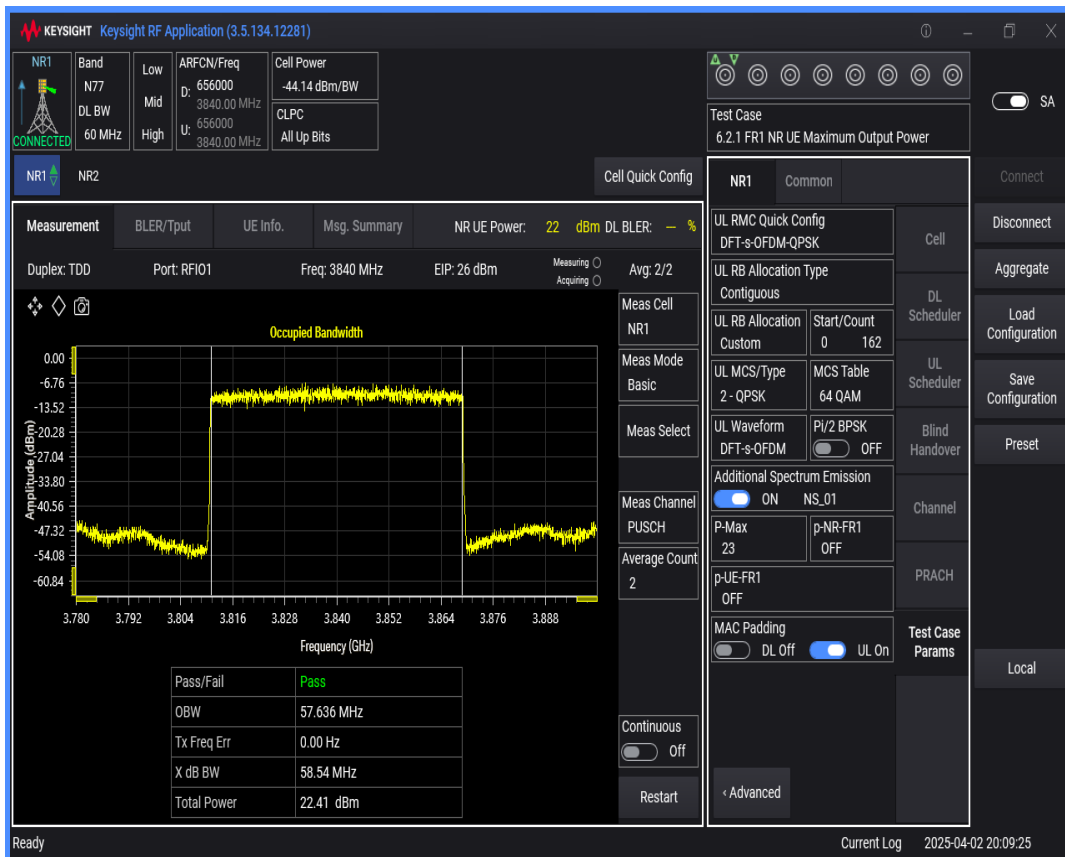 KEYSIGHT Keysight RF Application (3.5.134.12281)
NR1
CONNECTED
Band
N77
DL BW
60 MHz
Low
Mid
High
ARFCN/Freq
D: 656000
3840.00 MHz
U: 656000
3840.00 MHz
Cell Power
-44.14 dBm/BW
CLPC
All Up Bits
Test Case
6.2.1 FR1 NR UE Maximum Output Power
SA
NR1
NR2
Cell Quick Config
Measurement
BLER/Tput
UE Info.
Msg. Summary
NR UE Power: 22 dBm DL BLER: -- %
Duplex: TDD
Port: RFIO1
Freq: 3840 MHz
EIP: 26 dBm
Measuring
Acquiring
Avg: 2/2
Occupied Bandwidth
Amplitude (dBm)
0.00
-6.76
-13.52
-20.28
-27.04
-33.80
-40.56
-47.32
-54.08
-60.84
3.780 3.792 3.804 3.816 3.828 3.840 3.852 3.864 3.876 3.888
Frequency (GHz)
Pass/Fail Pass
OBW 57.636 MHz
Tx Freq Err 0.00 Hz
X dB BW 58.54 MHz
Total Power 22.41 dBm
Meas Cell
NR1
Meas Mode
Basic
Meas Select
Meas Channel
PUSCH
Average Count
2
Continuous
Off
Restart
NR1
Common
UL RMC Quick Config
DFT-s-OFDM-QPSK
UL RB Allocation Type
Contiguous
UL RB Allocation
Custom
Start/Count
0 162
UL MCS/Type
2 - QPSK
MCS Table
64 QAM
UL Waveform
DFT-s-OFDM
Pi/2 BPSK
OFF
Additional Spectrum Emission
ON NS_01
P-Max
23
p-NR-FR1
OFF
p-UE-FR1
OFF
MAC Padding
DL Off UL On
‹ Advanced
Cell
DL
Scheduler
UL
Scheduler
Blind
Handover
Channel
PRACH
Test Case
Params
Connect
Disconnect
Aggregate
Load
Configuration
Save
Configuration
Preset
Local
Ready
Current Log
2025-04-02 20:09:25